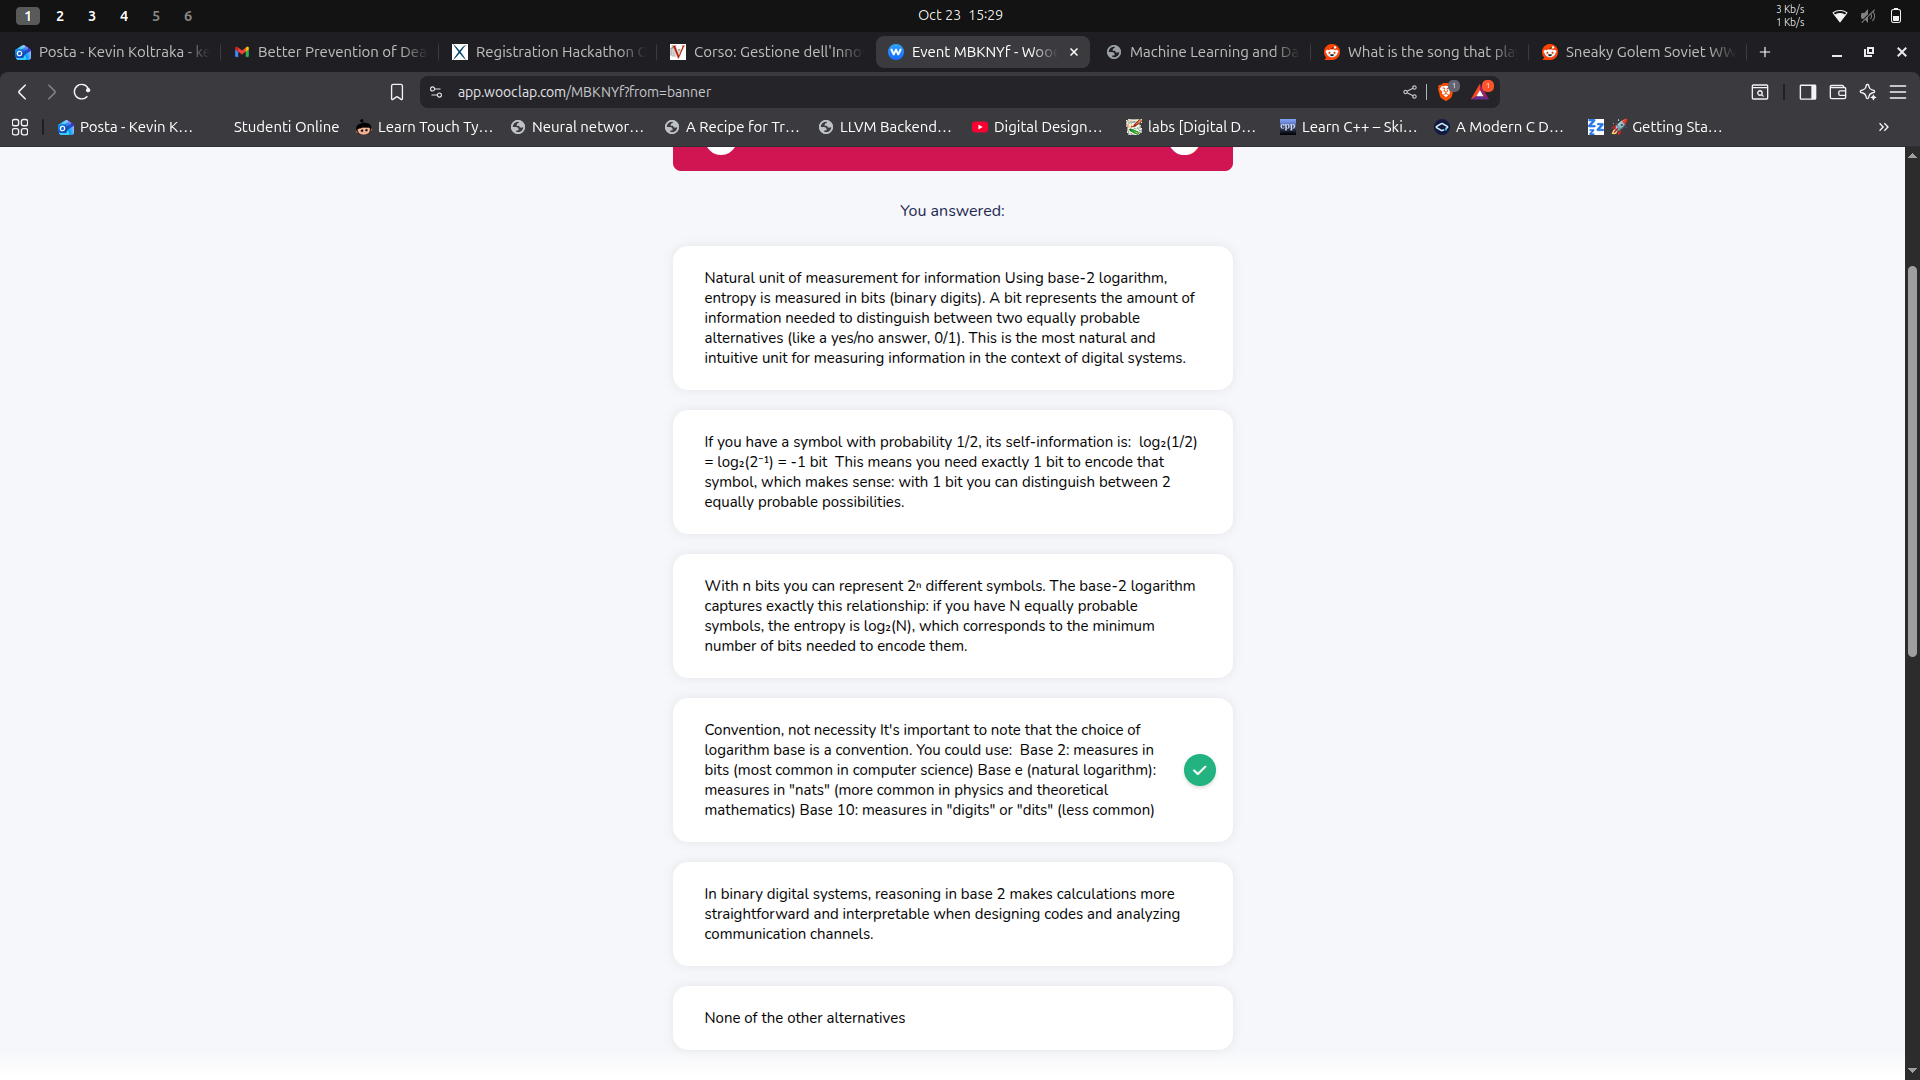 1 2 3 4 5 6
Oct 23 15:29
3 Kb/s
1 Kb/s
Posta - Kevin Koltraka - ke
Better Prevention of Dea
Registration Hackathon C
Corso: Gestione dell'Inno
Event MBKNYf - Wooc
Machine Learning and Da
What is the song that pla
Sneaky Golem Soviet WW
app.wooclap.com/MBKNYf?from=banner
1
1
Posta - Kevin K...
Studenti Online
Learn Touch Ty...
Neural networ...
A Recipe for Tr...
LLVM Backend...
Digital Design...
labs [Digital D...
Learn C++ – Ski...
A Modern C D...
🚀 Getting Sta...
You answered:
Natural unit of measurement for information Using base-2 logarithm,
entropy is measured in bits (binary digits). A bit represents the amount of
information needed to distinguish between two equally probable
alternatives (like a yes/no answer, 0/1). This is the most natural and
intuitive unit for measuring information in the context of digital systems.
If you have a symbol with probability 1/2, its self-information is:  log₂(1/2)
= log₂(2⁻¹) = -1 bit  This means you need exactly 1 bit to encode that
symbol, which makes sense: with 1 bit you can distinguish between 2
equally probable possibilities.
With n bits you can represent 2ⁿ different symbols. The base-2 logarithm
captures exactly this relationship: if you have N equally probable
symbols, the entropy is log₂(N), which corresponds to the minimum
number of bits needed to encode them.
Convention, not necessity It's important to note that the choice of
logarithm base is a convention. You could use:  Base 2: measures in
bits (most common in computer science) Base e (natural logarithm):
measures in "nats" (more common in physics and theoretical
mathematics) Base 10: measures in "digits" or "dits" (less common)
In binary digital systems, reasoning in base 2 makes calculations more
straightforward and interpretable when designing codes and analyzing
communication channels.
None of the other alternatives